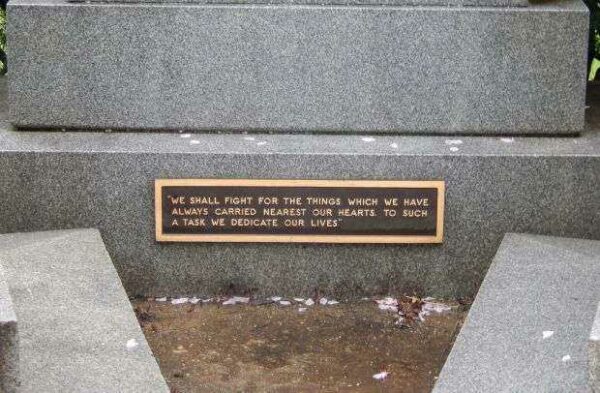 "WE SHALL FIGHT FOR THE THINGS WHICH WE HAVE
ALWAYS CARRIED NEAREST OUR HEARTS. TO SUCH
A TASK WE DEDICATE OUR LIVES"